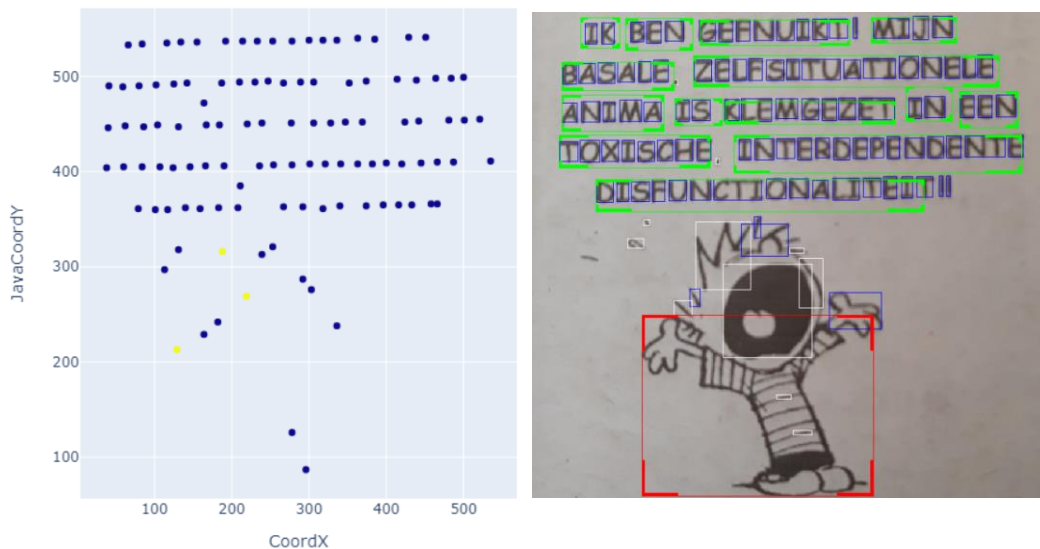 JavaCoordY
500
400
300
200
100
100 200 300 400 500
CoordX
IK BEN GEFNUIKT! MIJN
BASALE ZELFSITUATIONELE
ANIMA IS KLEMGEZET IN EEN
TOXISCHE INTERDEPENDENTE
DISFUNCTIONALITEIT!!